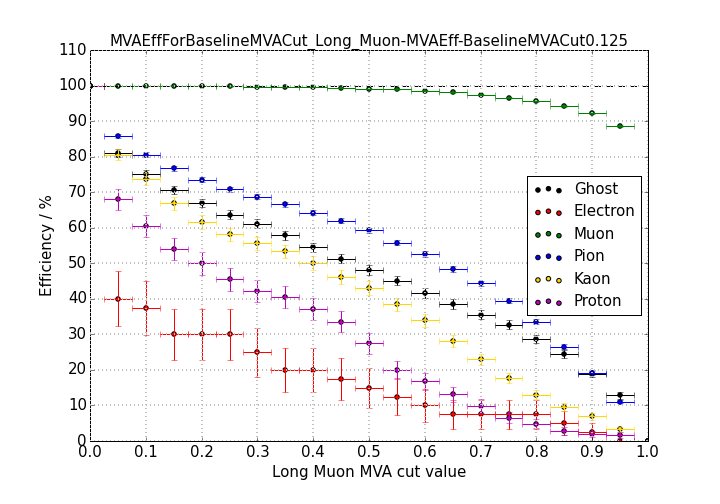 MVAEffForBaselineMVACut_Long_Muon-MVAEff-BaselineMVACut0.125
110
100
90
80
70
60
50
40
30
20
10
0
Efficiency / %
Ghost
Electron
Muon
Pion
Kaon
Proton
0.0 0.1 0.2 0.3 0.4 0.5 0.6 0.7 0.8 0.9 1.0
Long Muon MVA cut value